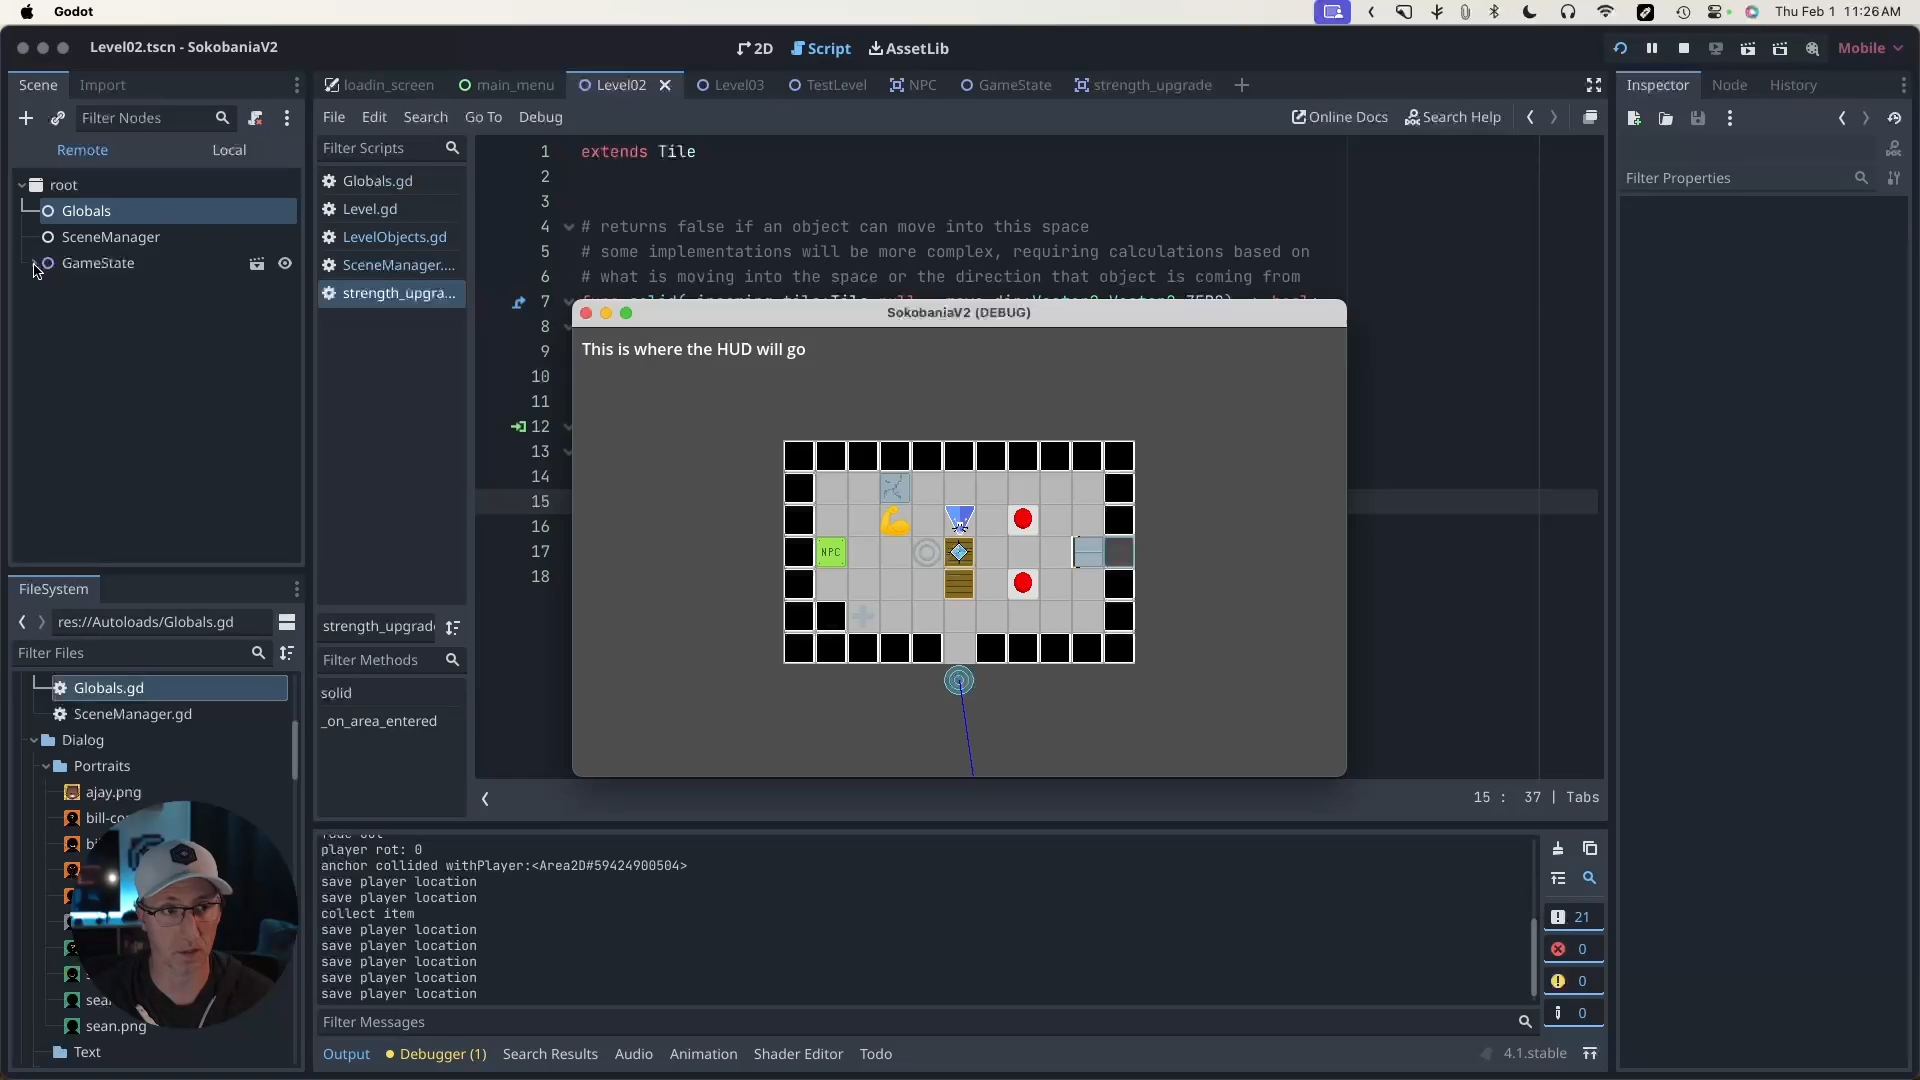 Godot
Thu Feb 1 11:26 AM
Level02.tscn - SokobaniaV2
2D
Script
AssetLib
Mobile
Scene
Import
loadin_screen
main_menu
Level02
Level03
TestLevel
NPC
GameState
strength_upgrade
Inspector
Node
History
Filter Nodes
File
Edit
Search
Go To
Debug
Online Docs
Search Help
Remote
Local
Filter Scripts
Filter Properties
root
Globals
SceneManager
GameState
Globals.gd
Level.gd
LevelObjects.gd
SceneManager....
strength_upgra...
1
extends Tile
2
3
4
# returns false if an object can move into this space
5
# some implementations will be more complex, requiring calculations based on
6
# what is moving into the space or the direction that object is coming from
7
8
9
10
11
12
13
14
15
16
17
18
SokobaniaV2 (DEBUG)
This is where the HUD will go
NPC
FileSystem
res://Autoloads/Globals.gd
Filter Files
Globals.gd
SceneManager.gd
Dialog
Portraits
ajay.png
sean.png
Text
strength_upgrade
Filter Methods
solid
_on_area_entered
15 : 37 | Tabs
player rot: 0
anchor collided withPlayer:<Area2D#59424900504>
save player location
save player location
collect item
save player location
save player location
save player location
save player location
save player location
21
0
0
0
Filter Messages
Output
Debugger (1)
Search Results
Audio
Animation
Shader Editor
Todo
4.1.stable